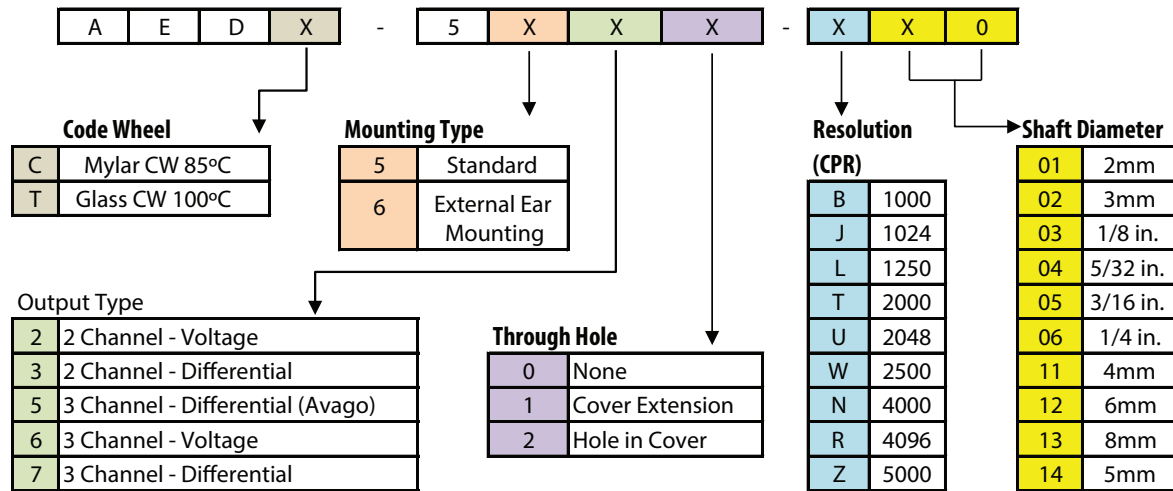 A E D X - 5 X X X - X X 0
Code Wheel
C Mylar CW 85ºC
T Glass CW 100ºC
Mounting Type
5 Standard
6 External Ear
Mounting
Resolution
(CPR)
B 1000
J 1024
L 1250
T 2000
U 2048
W 2500
N 4000
R 4096
Z 5000
Shaft Diameter
01 2mm
02 3mm
03 1/8 in.
04 5/32 in.
05 3/16 in.
06 1/4 in.
11 4mm
12 6mm
13 8mm
14 5mm
Output Type
2 2 Channel - Voltage
3 2 Channel - Differential
5 3 Channel - Differential (Avago)
6 3 Channel - Voltage
7 3 Channel - Differential
Through Hole
0 None
1 Cover Extension
2 Hole in Cover